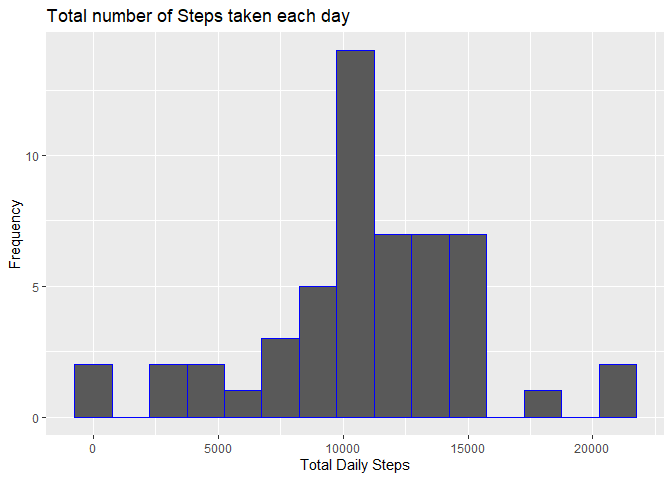 Total number of Steps taken each day
Frequency
10
5
0
0 5000 10000 15000 20000
Total Daily Steps